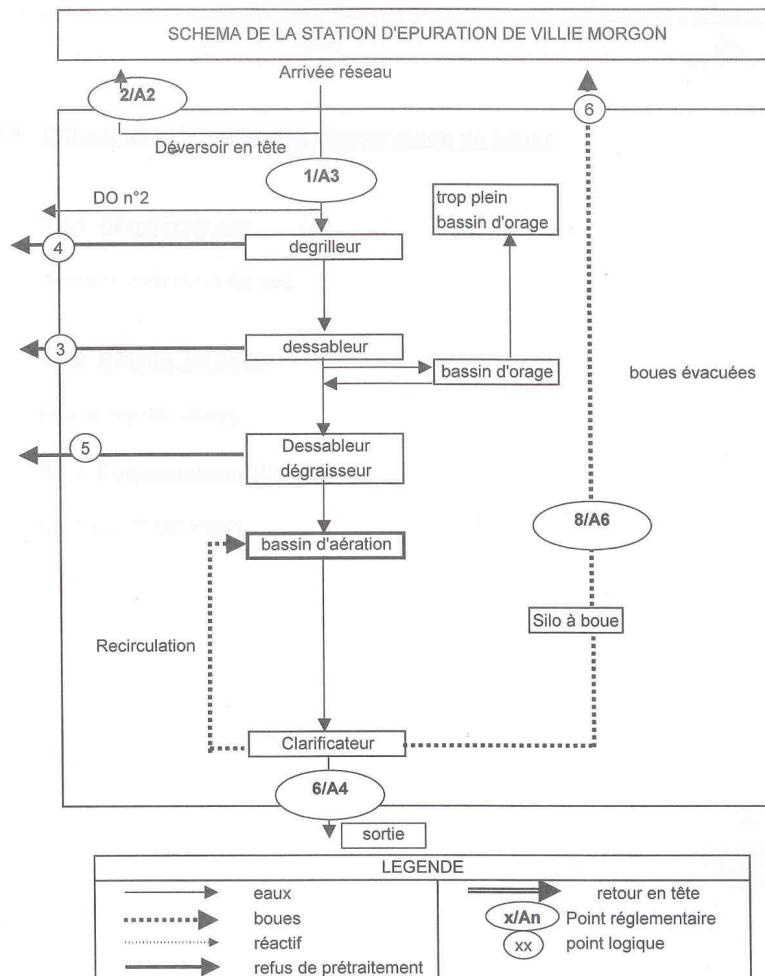 SCHEMA DE LA STATION D'EPURATION DE VILLIE MORGON
Arrivée réseau
2/A2
6
Déversoir en tête
1/A3
DO n°2
trop plein
bassin d'orage
4
degrilleur
3
dessableur
bassin d'orage
boues évacuées
5
Dessableur
dégraisseur
8/A6
bassin d'aération
Silo à boue
Recirculation
Clarificateur
6/A4
sortie
LEGENDE
eaux
boues
réactif
refus de prétraitement
retour en tête
x/An Point réglementaire
xx point logique